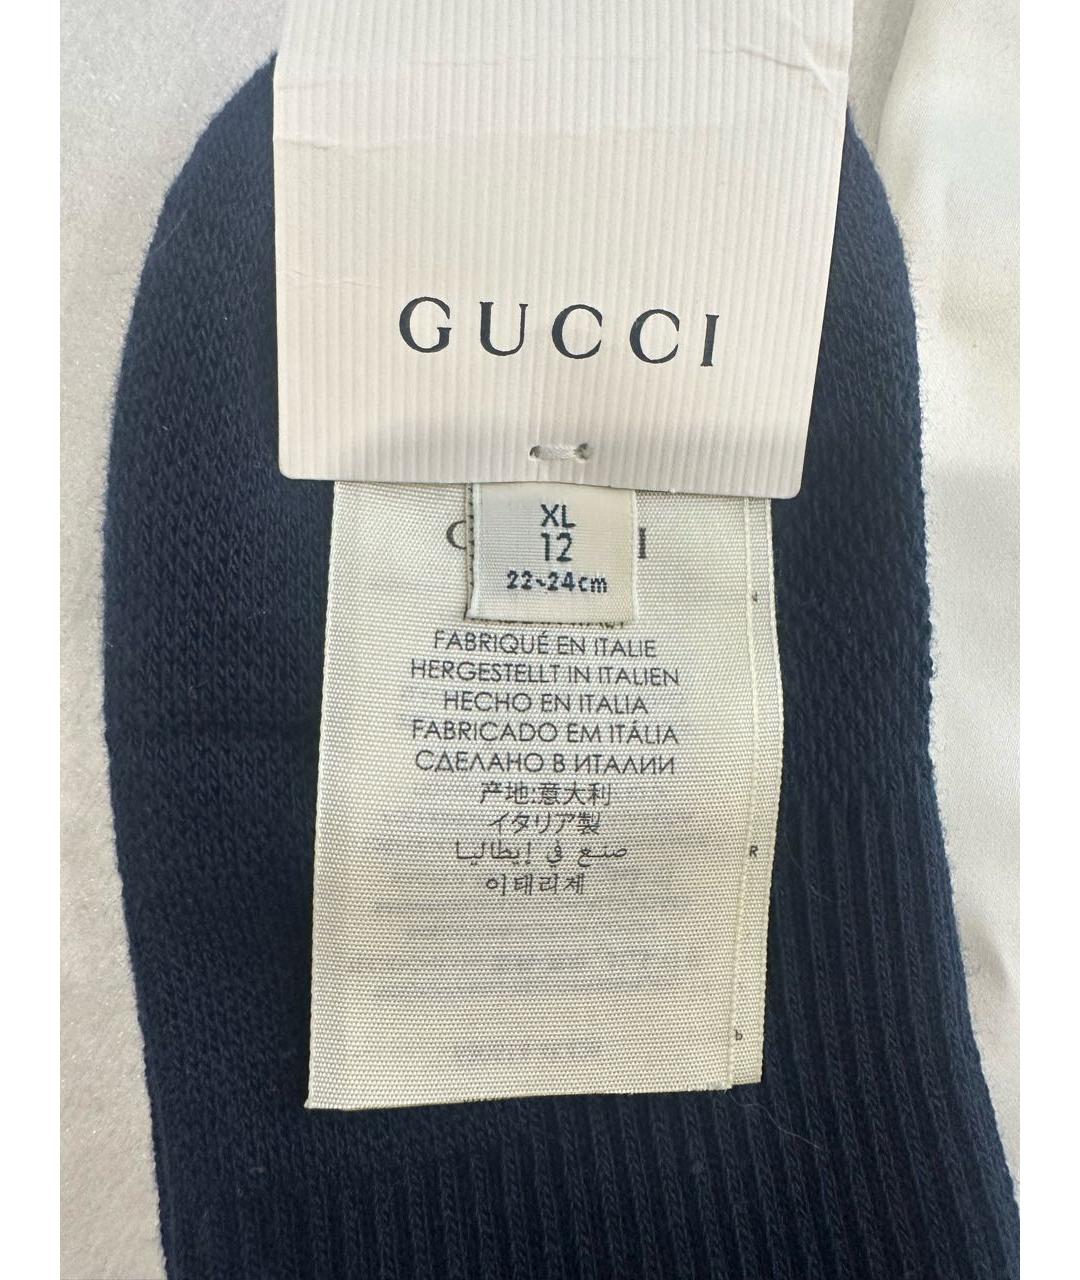 GUCCI
XL
12
22-24cm
FABRIQUÉ EN ITALIE
HERGESTELLT IN ITALIEN
HECHO EN ITALIA
FABRICADO EM ITÁLIA
СДЕЛАНО В ИТАЛИИ
产地:意大利
イタリア製
صنع في إيطاليا
이태리제
R
b